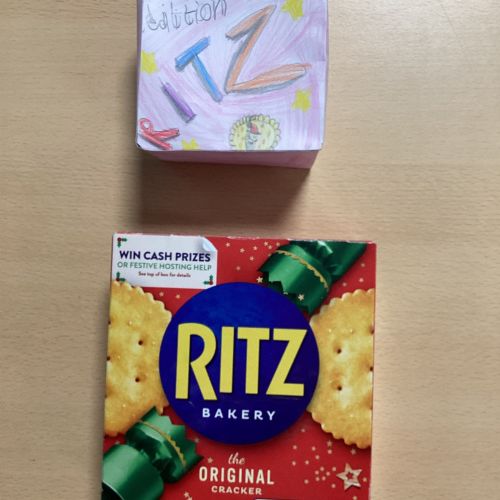 edition
RITZ
WIN CASH PRIZES
OR FESTIVE HOSTING HELP
See top of box for details
RITZ
BAKERY
the
ORIGINAL
CRACKER